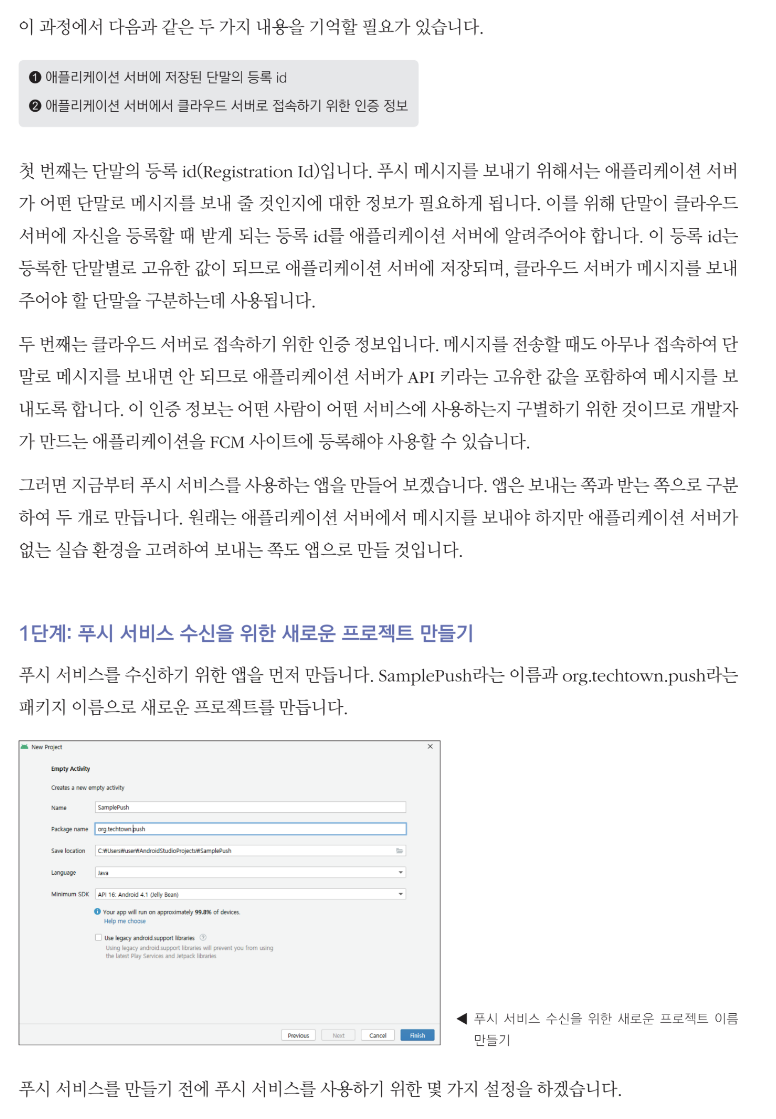 이 과정에서 다음과 같은 두 가지 내용을 기억할 필요가 있습니다.
❶ 애플리케이션 서버에 저장된 단말의 등록 id
❷ 애플리케이션 서버에서 클라우드 서버로 접속하기 위한 인증 정보
첫 번째는 단말의 등록 id(Registration Id)입니다. 푸시 메시지를 보내기 위해서는 애플리케이션 서버
가 어떤 단말로 메시지를 보내 줄 것인지에 대한 정보가 필요하게 됩니다. 이를 위해 단말이 클라우드
서버에 자신을 등록할 때 받게 되는 등록 id를 애플리케이션 서버에 알려주어야 합니다. 이 등록 id는
등록한 단말별로 고유한 값이 되므로 애플리케이션 서버에 저장되며, 클라우드 서버가 메시지를 보내
주어야 할 단말을 구분하는데 사용됩니다.
두 번째는 클라우드 서버로 접속하기 위한 인증 정보입니다. 메시지를 전송할 때도 아무나 접속하여 단
말로 메시지를 보내면 안 되므로 애플리케이션 서버가 API 키라는 고유한 값을 포함하여 메시지를 보
내도록 합니다. 이 인증 정보는 어떤 사람이 어떤 서비스에 사용하는지 구별하기 위한 것이므로 개발자
가 만드는 애플리케이션을 FCM 사이트에 등록해야 사용할 수 있습니다.
그러면 지금부터 푸시 서비스를 사용하는 앱을 만들어 보겠습니다. 앱은 보내는 쪽과 받는 쪽으로 구분
하여 두 개로 만듭니다. 원래는 애플리케이션 서버에서 메시지를 보내야 하지만 애플리케이션 서버가
없는 실습 환경을 고려하여 보내는 쪽도 앱으로 만들 것입니다.
1단계: 푸시 서비스 수신을 위한 새로운 프로젝트 만들기
푸시 서비스를 수신하기 위한 앱을 먼저 만듭니다. SamplePush라는 이름과 org.techtown.push라는
패키지 이름으로 새로운 프로젝트를 만듭니다.
New Project
Empty Activity
Creates a new empty activity
Name SamplePush
Package name org.techtown.push
Save location C:₩Users₩user₩AndroidStudioProjects₩SamplePush
Language Java
Minimum SDK API 16: Android 4.1 (Jelly Bean)
Your app will run on approximately 99.8% of devices.
Help me choose
Use legacy android.support libraries ?
Using legacy android.support libraries will prevent you from using
the latest Play Services and Jetpack libraries
Previous Next Cancel Finish
◀ 푸시 서비스 수신을 위한 새로운 프로젝트 이름
만들기
푸시 서비스를 만들기 전에 푸시 서비스를 사용하기 위한 몇 가지 설정을 하겠습니다.